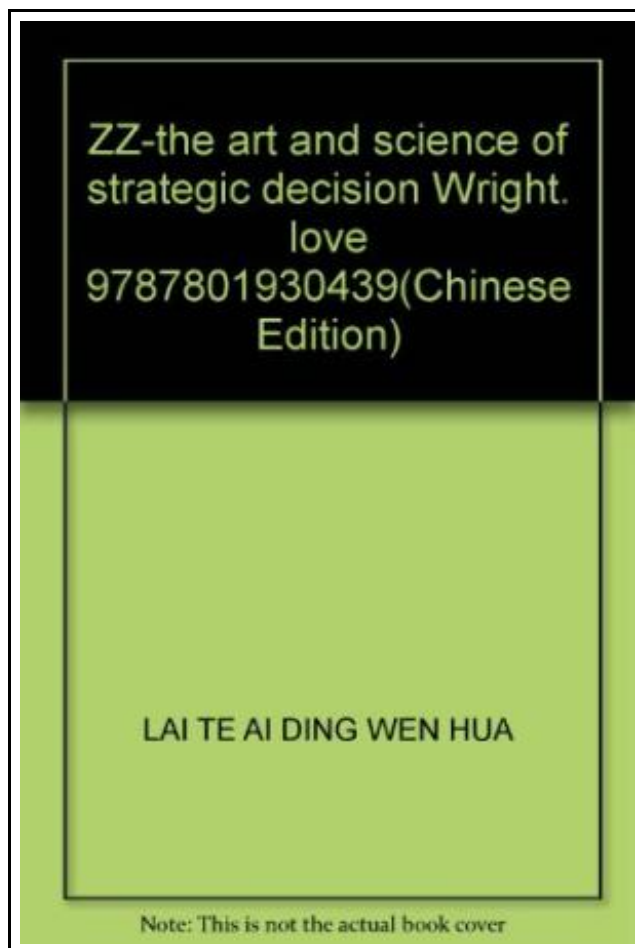 ZZ-the art and science of
strategic decision Wright.
love
9787801930439(Chinese
Edition)
LAI TE AI DING WEN HUA
Note: This is not the actual book cover